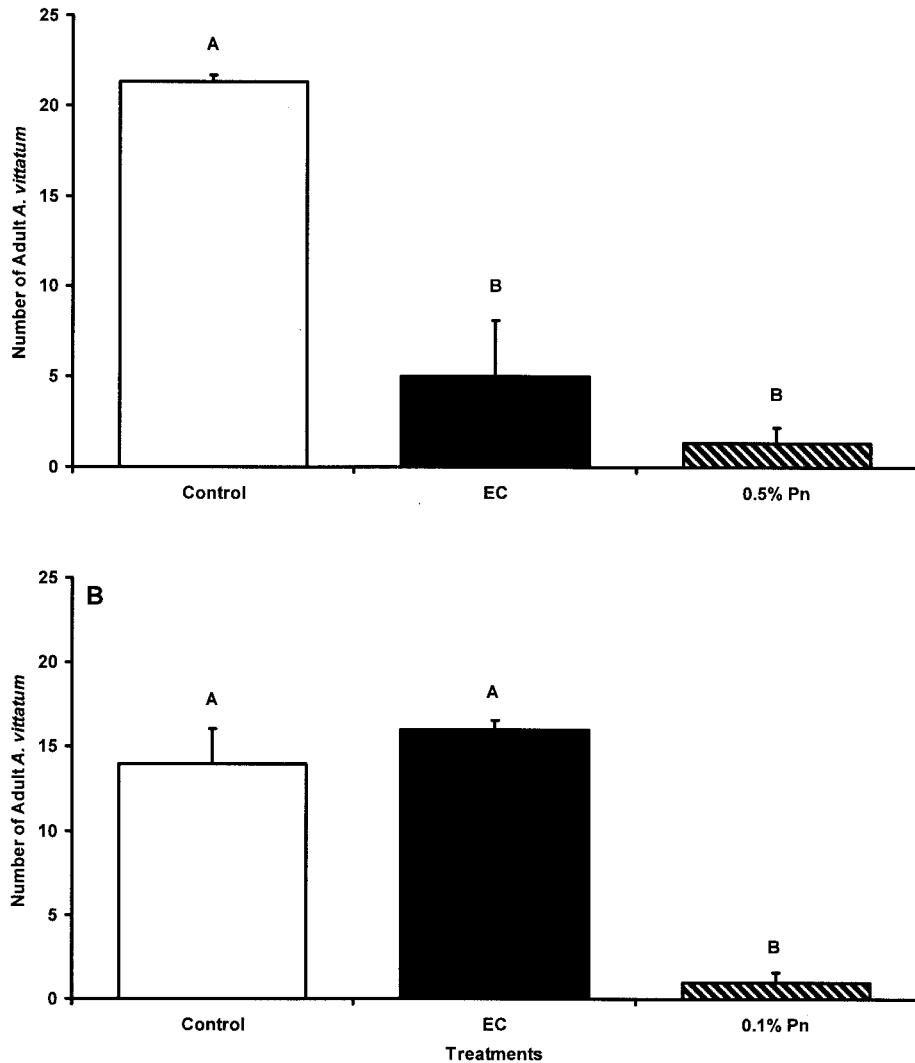 25
20
15
10
5
0
Number of Adult A. vittatum
A
B
B
Control
EC
0.5% Pn
B
25
20
15
10
5
0
Number of Adult A. vittatum
A
A
B
Control
EC
0.1% Pn
Treatments